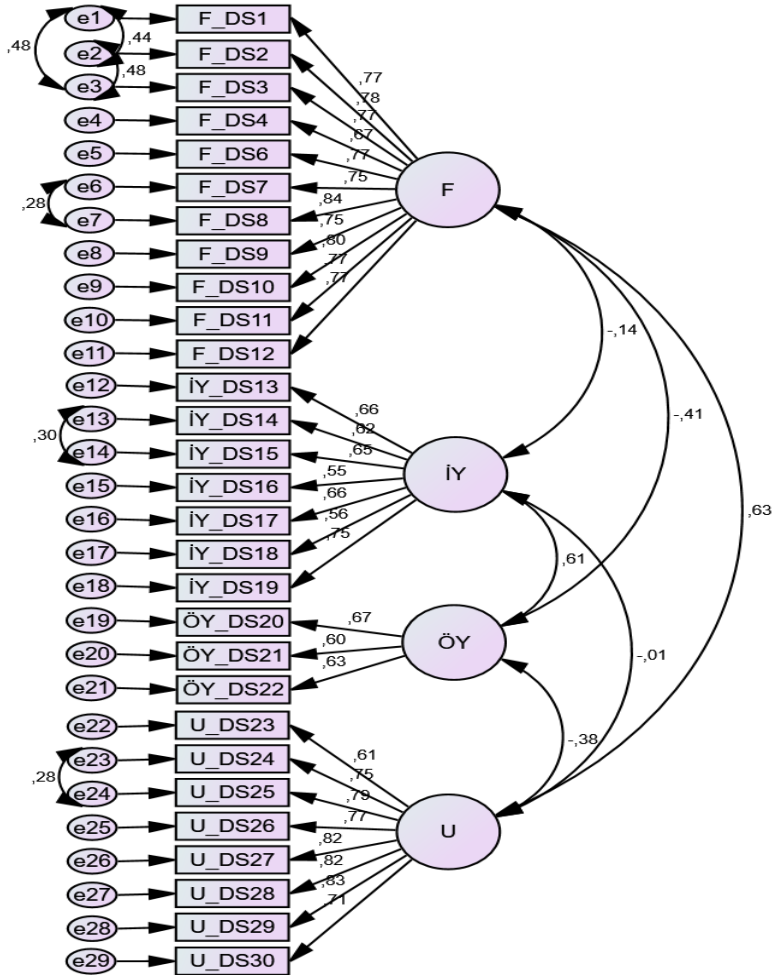 e1 F_DS1
,48 ,44
e2 F_DS2
,48
e3 F_DS3
,77
,78
e4 F_DS4
,77
,67
e5 F_DS6
,77
e6 F_DS7
,75
F
,28
,84
e7 F_DS8
,75
e8 F_DS9
,80
e9 F_DS10
,77
,77
e10 F_DS11
-,14
e11 F_DS12
e12 İY_DS13
,66
-,41
e13 İY_DS14
,30
,62
e14 İY_DS15
,65
İY
e15 İY_DS16
,55
,66
e16 İY_DS17
,63
,56
e17 İY_DS18
,75
,61
e18 İY_DS19
e19 ÖY_DS20
,67
ÖY
e20 ÖY_DS21
,60
-,01
,63
e21 ÖY_DS22
e22 U_DS23
-,38
e23 U_DS24
,61
,28
,75
e24 U_DS25
,79
e25 U_DS26
,77
U
,82
e26 U_DS27
,82
e27 U_DS28
,83
,71
e28 U_DS29
e29 U_DS30